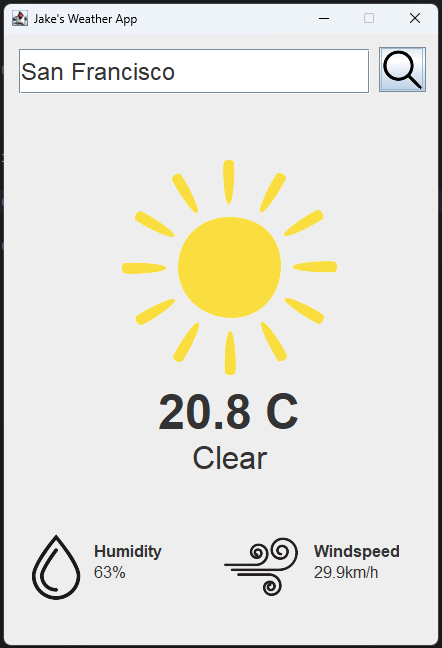 Jake's Weather App
San Francisco
20.8 C
Clear
Humidity
63%
Windspeed
29.9km/h